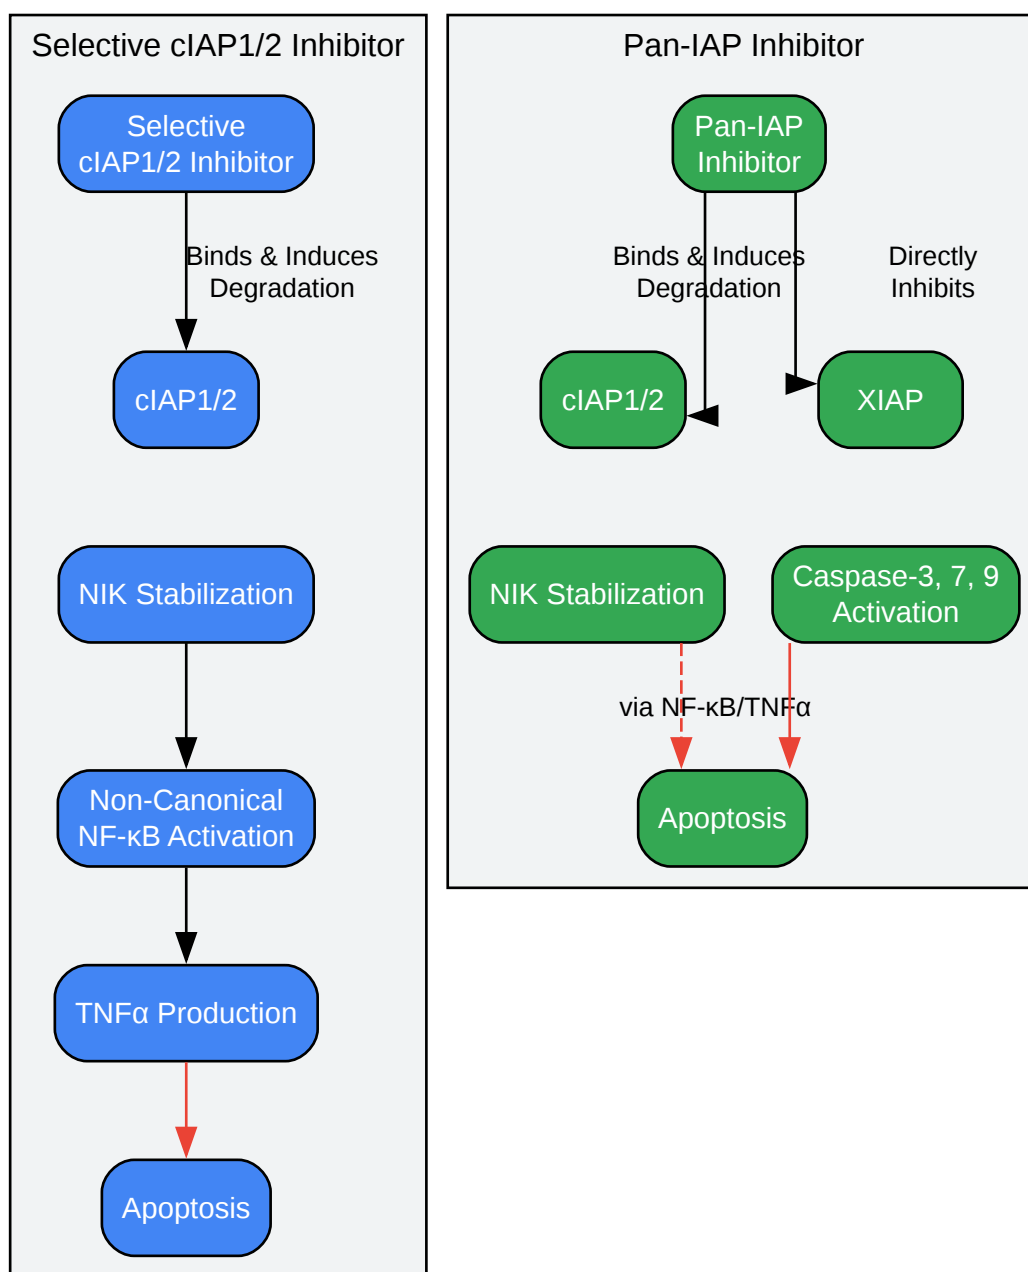 Selective cIAP1/2 Inhibitor
Selective
cIAP1/2 Inhibitor
Binds & Induces
Degradation
cIAP1/2
NIK Stabilization
Non-Canonical
NF-κB Activation
TNFα Production
Apoptosis
Pan-IAP Inhibitor
Pan-IAP
Inhibitor
Binds & Induces
Degradation
Directly
Inhibits
cIAP1/2
XIAP
NIK Stabilization
Caspase-3, 7, 9
Activation
via NF-κB/TNFα
Apoptosis